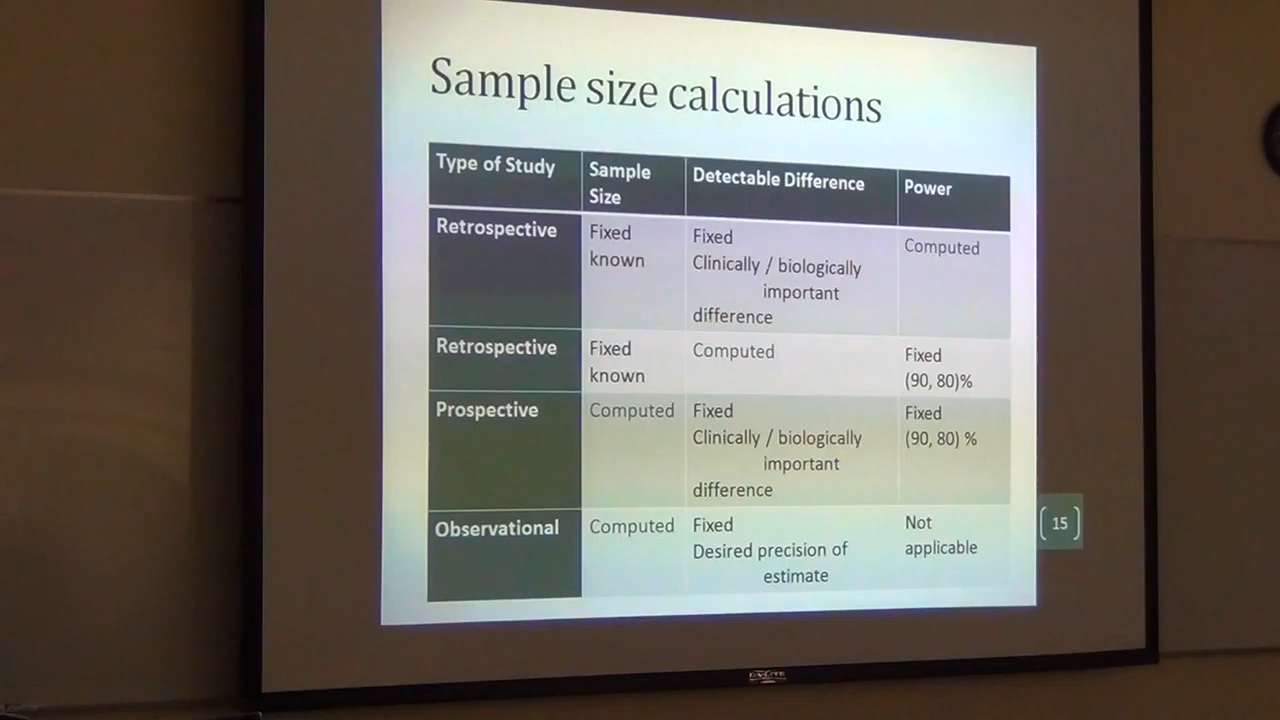 Sample size calculations
Type of Study
Sample
Size
Detectable Difference
Power
Retrospective
Fixed
known
Fixed
Clinically / biologically
important
difference
Computed
Retrospective
Fixed
known
Computed
Fixed
(90, 80)%
Prospective
Computed
Fixed
Clinically / biologically
important
difference
Fixed
(90, 80) %
Observational
Computed
Fixed
Desired precision of
estimate
Not
applicable
15